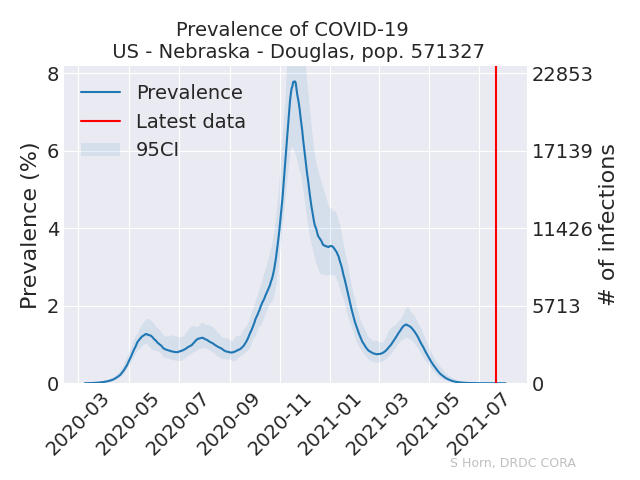 Prevalence of COVID-19
US - Nebraska - Douglas, pop. 571327
Prevalence
Latest data
95CI
Prevalence (%)
8
6
4
2
0
22853
17139
11426
5713
0
# of infections
2020-03
2020-05
2020-07
2020-09
2020-11
2021-01
2021-03
2021-05
2021-07
S Horn, DRDC CORA